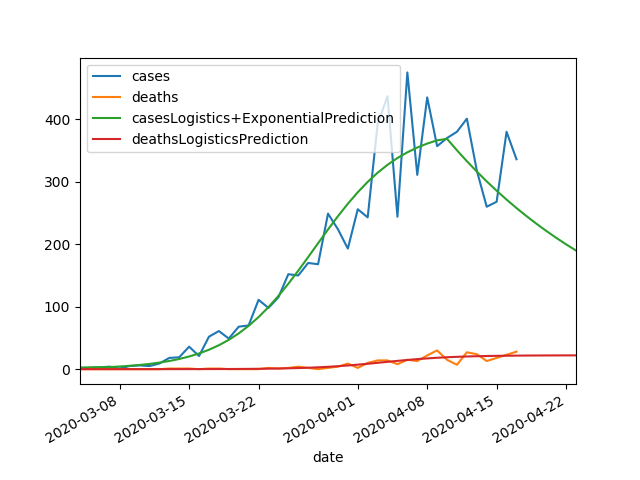 cases
deaths
casesLogistics+ExponentialPrediction
deathsLogisticsPrediction
400
300
200
100
0
2020-03-08
2020-03-15
2020-03-22
2020-04-01
2020-04-08
2020-04-15
2020-04-22
date